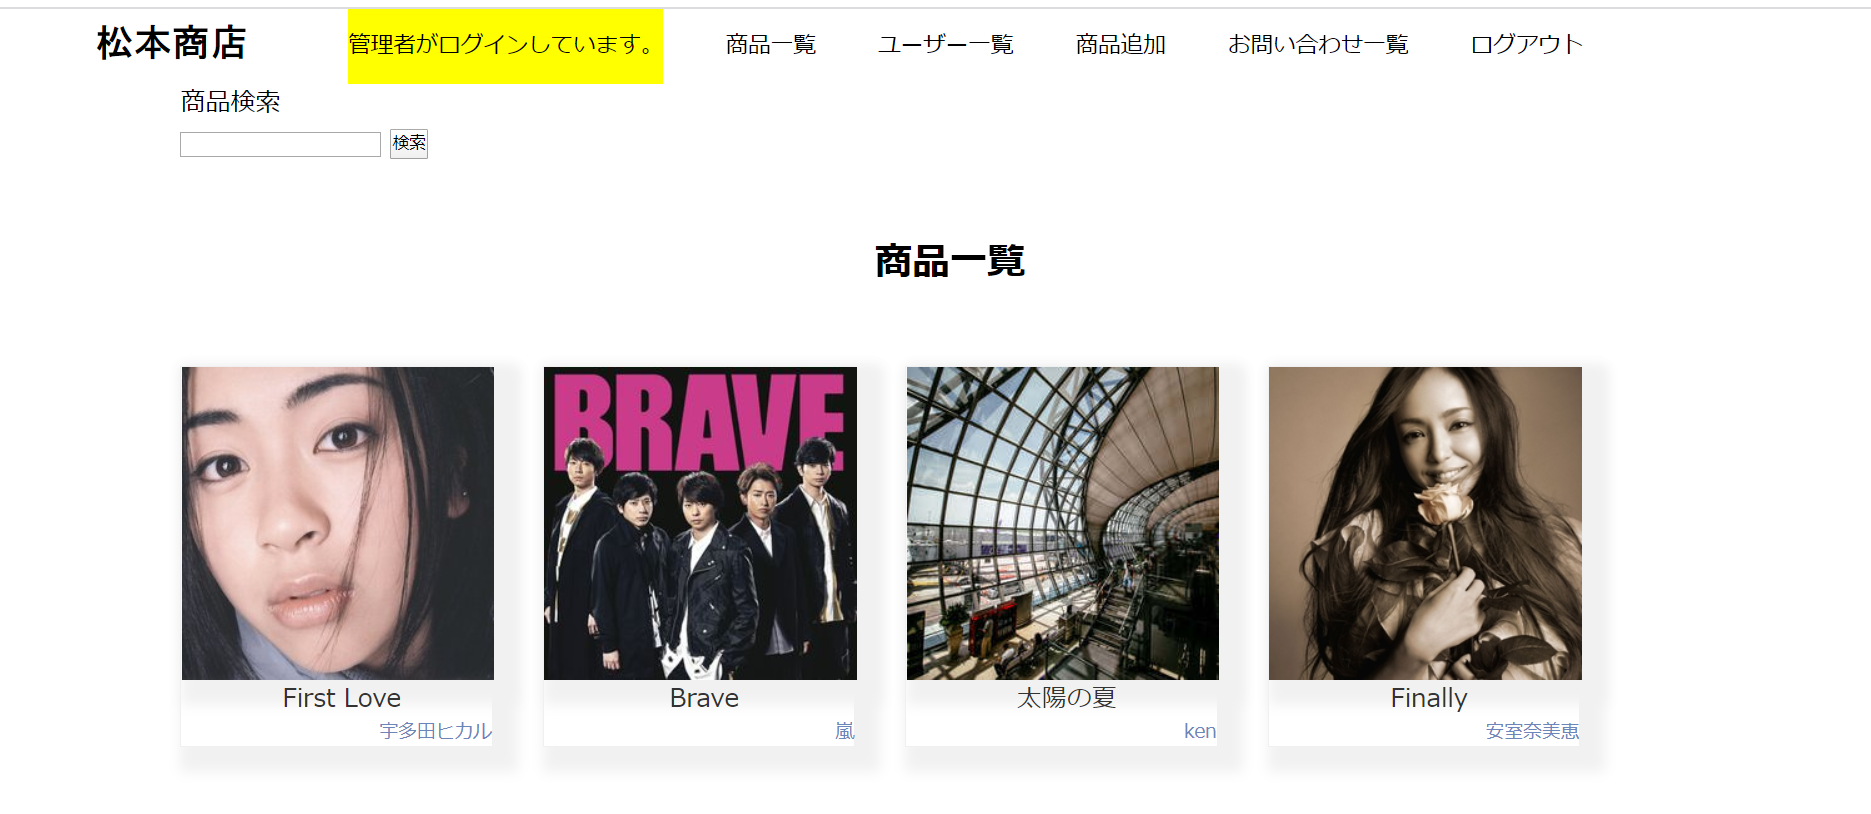 松本商店 管理者がログインしています。 商品一覧 ユーザー一覧 商品追加 お問い合わせ一覧 ログアウト
商品検索
検索
商品一覧
BRAVE
First Love Brave 太陽の夏 Finally
宇多田ヒカル 嵐 ken 安室奈美恵